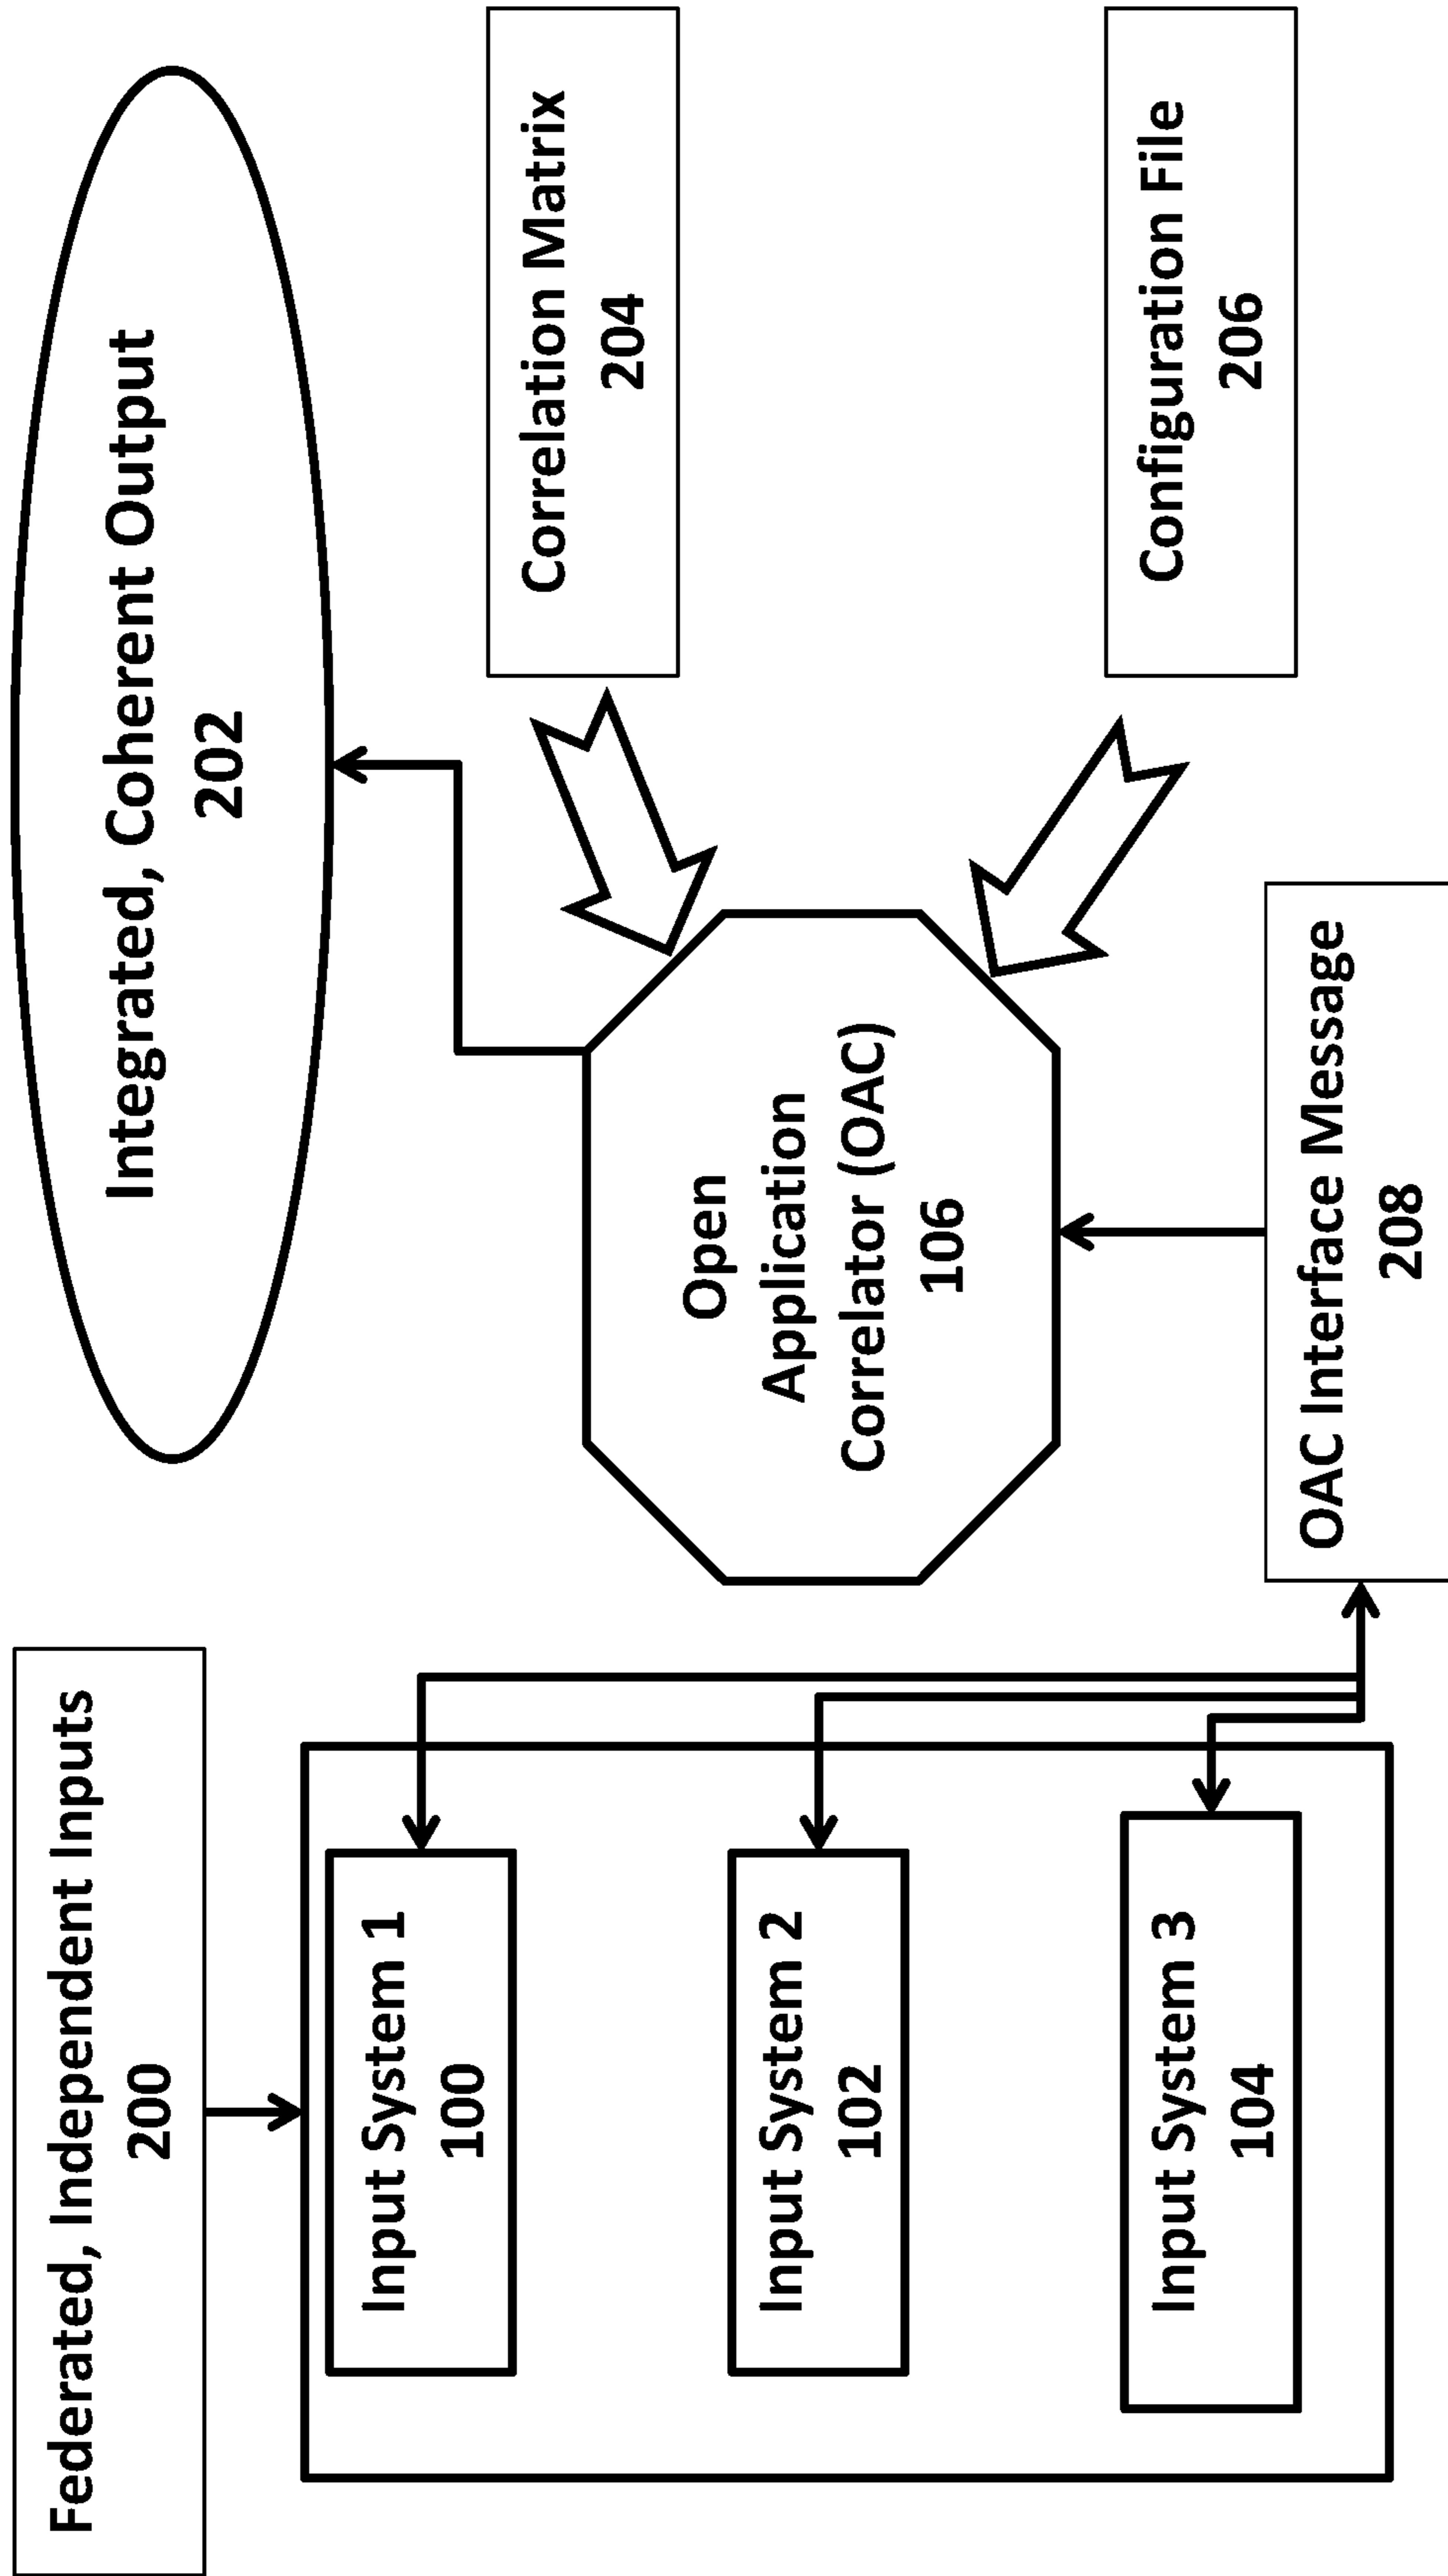 Federated, Independent Inputs
200
Input System 1
100
Input System 2
102
Input System 3
104
Integrated, Coherent Output
202
Open
Application
Correlator (OAC)
106
Correlation Matrix
204
Configuration File
206
OAC Interface Message
208